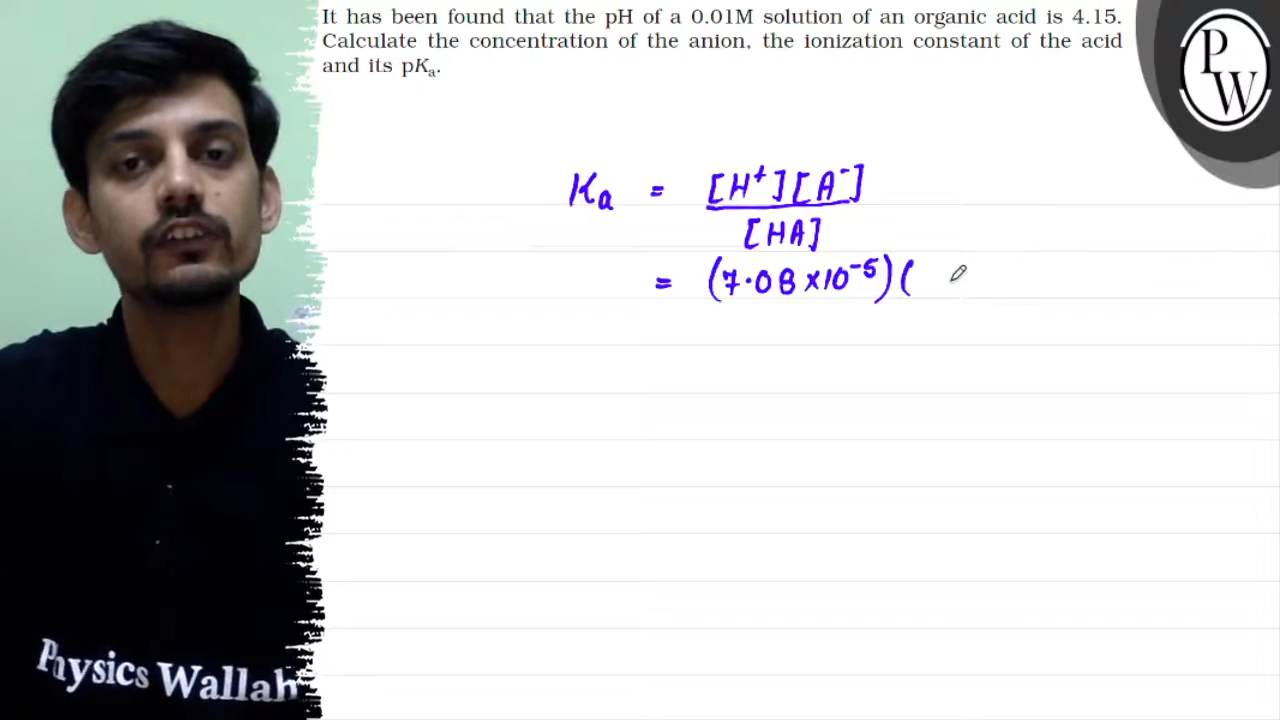 It has been found that the pH of a 0.01M solution of an organic acid is 4.15.
Calculate the concentration of the anion, the ionization constant of the acid
and its pKₐ.
PW
Kₐ = [H⁺][A⁻]
[HA]
= (7.08×10⁻⁵)(
Physics Wallah